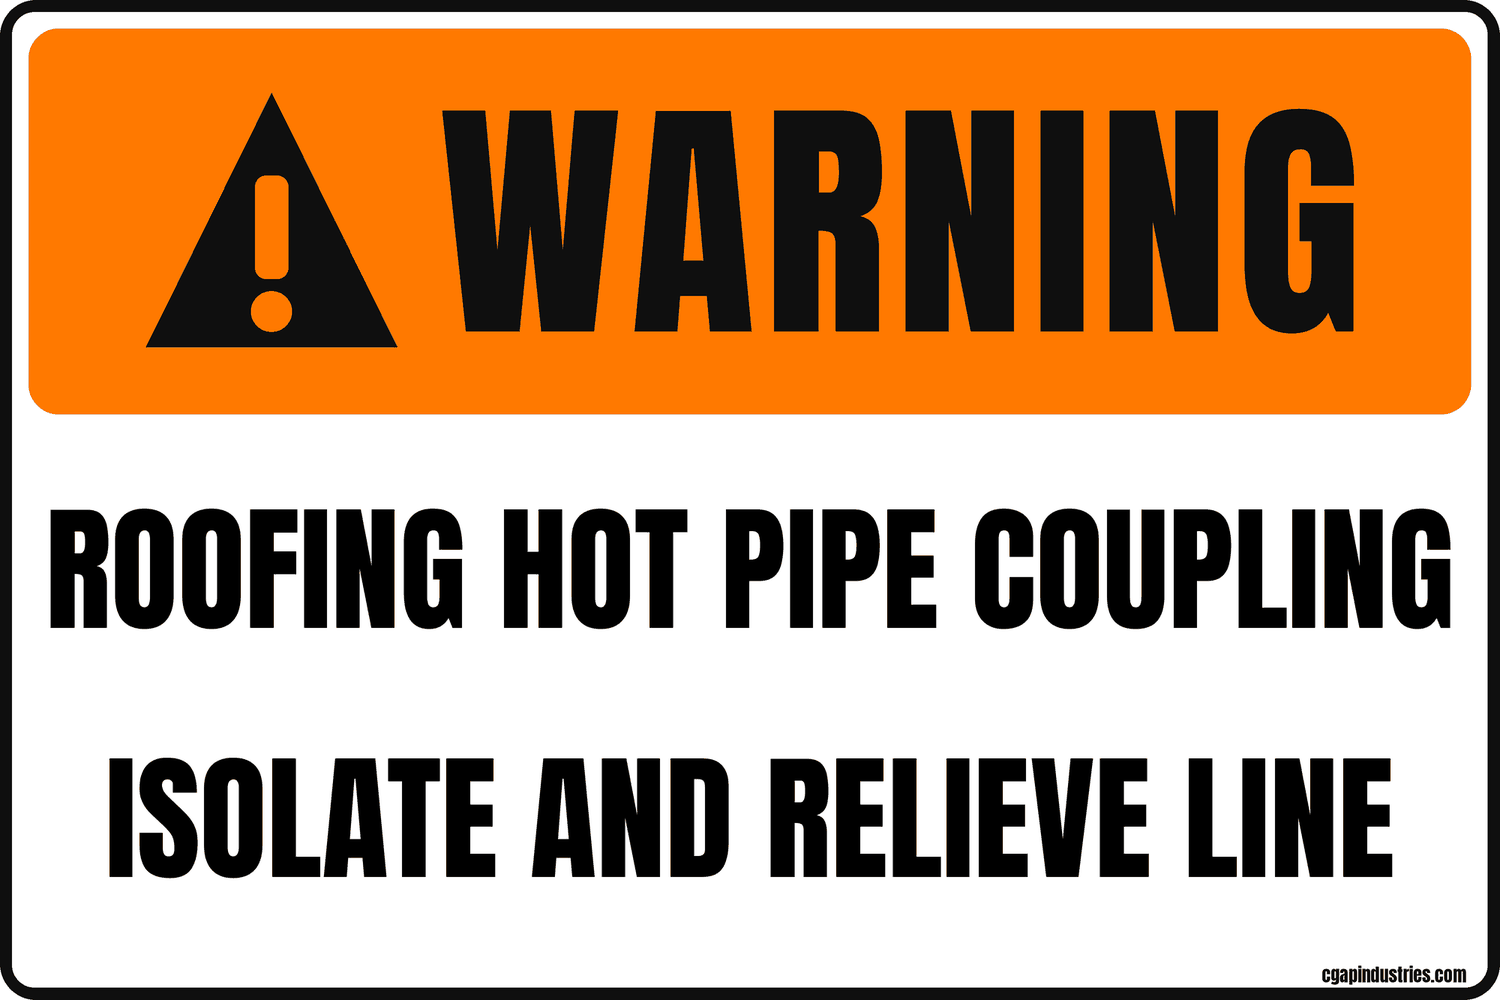 WARNING
ROOFING HOT PIPE COUPLING
ISOLATE AND RELIEVE LINE
cgapindustries.com